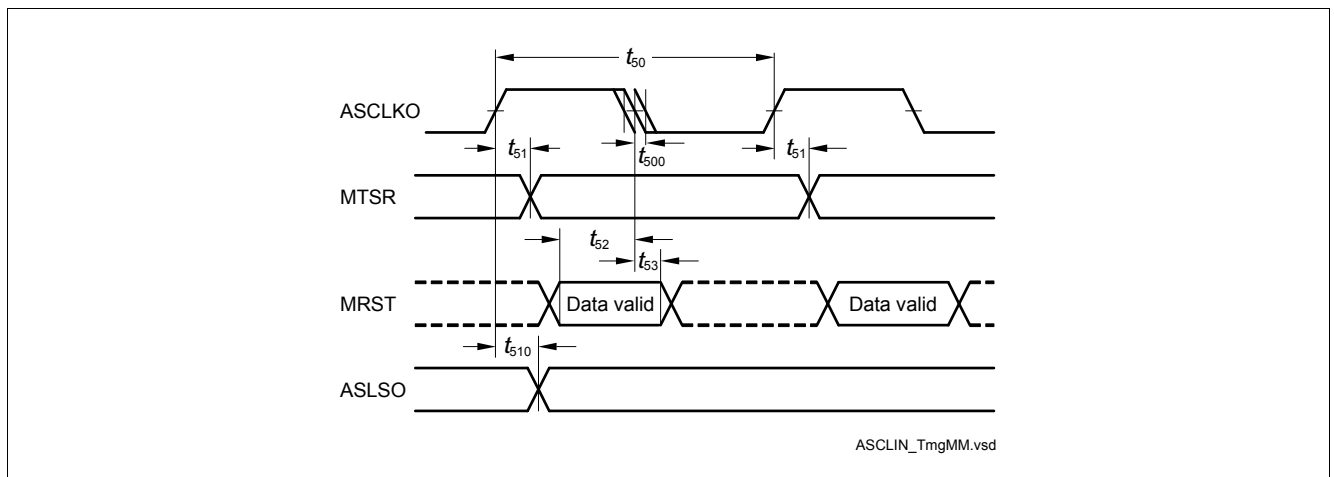 t50
ASCLKO
t51
t500
t51
MTSR
t52
t53
MRST
Data valid
Data valid
t510
ASLSO
ASCLIN_TmgMM.vsd